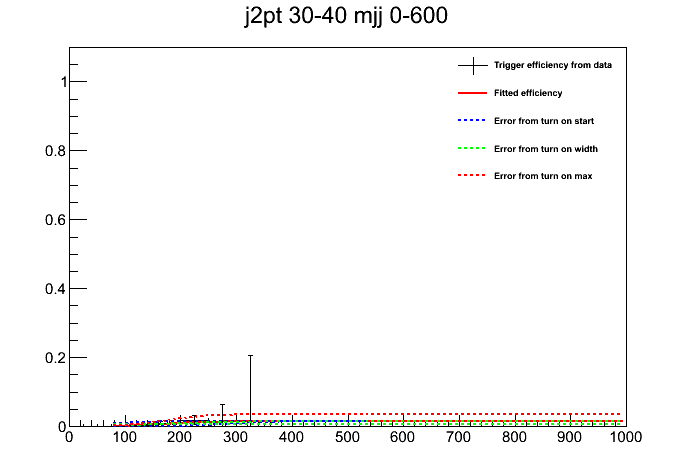 j2pt 30-40 mjj 0-600
Trigger efficiency from data
Fitted efficiency
Error from turn on start
Error from turn on width
Error from turn on max
1
0.8
0.6
0.4
0.2
0
0 100 200 300 400 500 600 700 800 900 1000